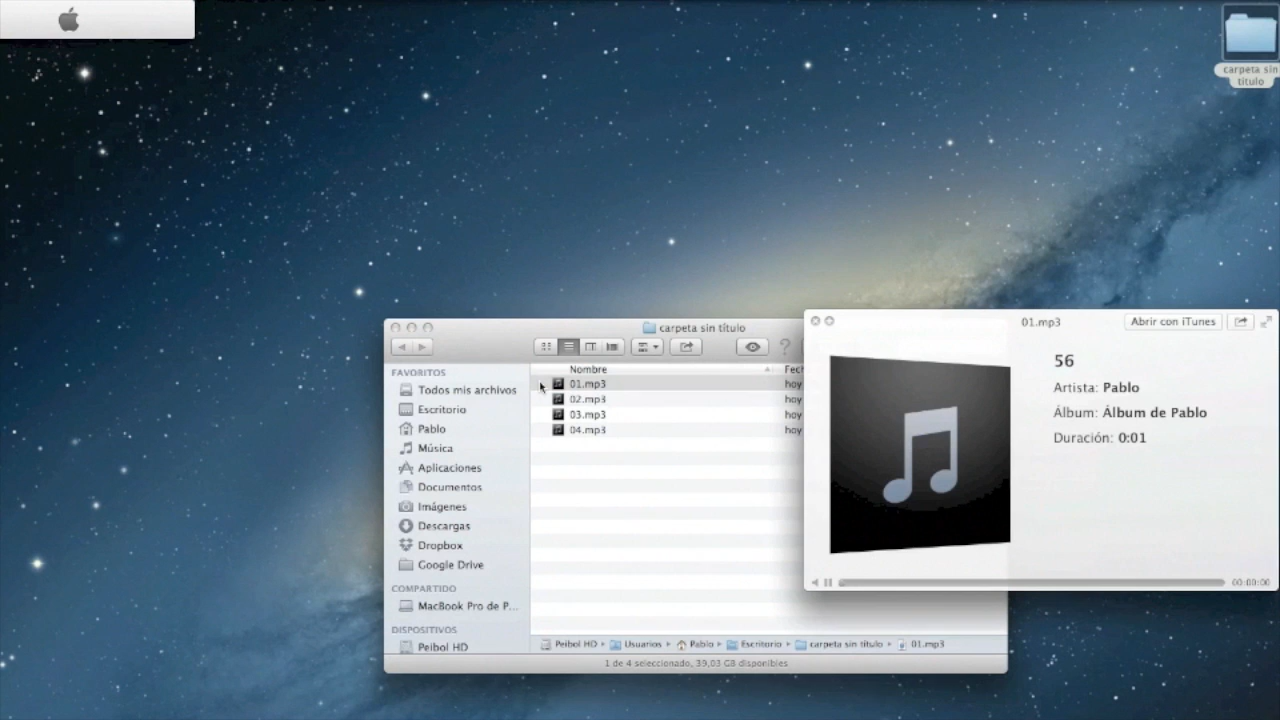 carpeta sin
título
carpeta sin título
01.mp3
Abrir con iTunes
FAVORITOS
Todos mis archivos
Escritorio
Pablo
Música
Aplicaciones
Documentos
Imágenes
Descargas
Dropbox
Google Drive
COMPARTIDO
MacBook Pro de P...
DISPOSITIVOS
Peibol HD
?
Nombre
Fec
01.mp3 hoy
02.mp3 hoy
03.mp3 hoy
04.mp3 hoy
56
Artista: Pablo
Álbum: Álbum de Pablo
Duración: 0:01
00:00:00
Peibol HD Usuarios Pablo Escritorio carpeta sin título 01.mp3
1 de 4 seleccionado, 39,03 GB disponibles